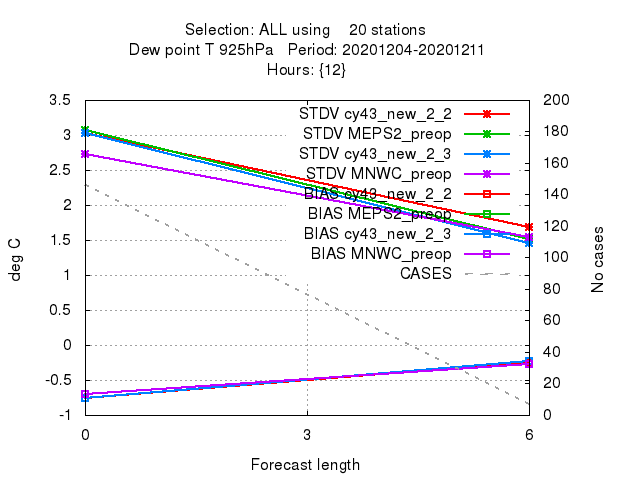 Selection: ALL using 20 stations
Dew point T 925hPa Period: 20201204-20201211
Hours: {12}
3.5 200
STDV cy43_new_2_2
3 180
STDV MEPS2_preop
STDV cy43_new_2_3
2.5 160
STDV MNWC_preop
BIAS cy43_new_2_2
2 140
BIAS MEPS2_preop
BIAS cy43_new_2_3
1.5 120
BIAS MNWC_preop
CASES
1 100
0.5 80
0 60
-0.5 40
-1 20
0
deg C
No cases
0 3 6
Forecast length